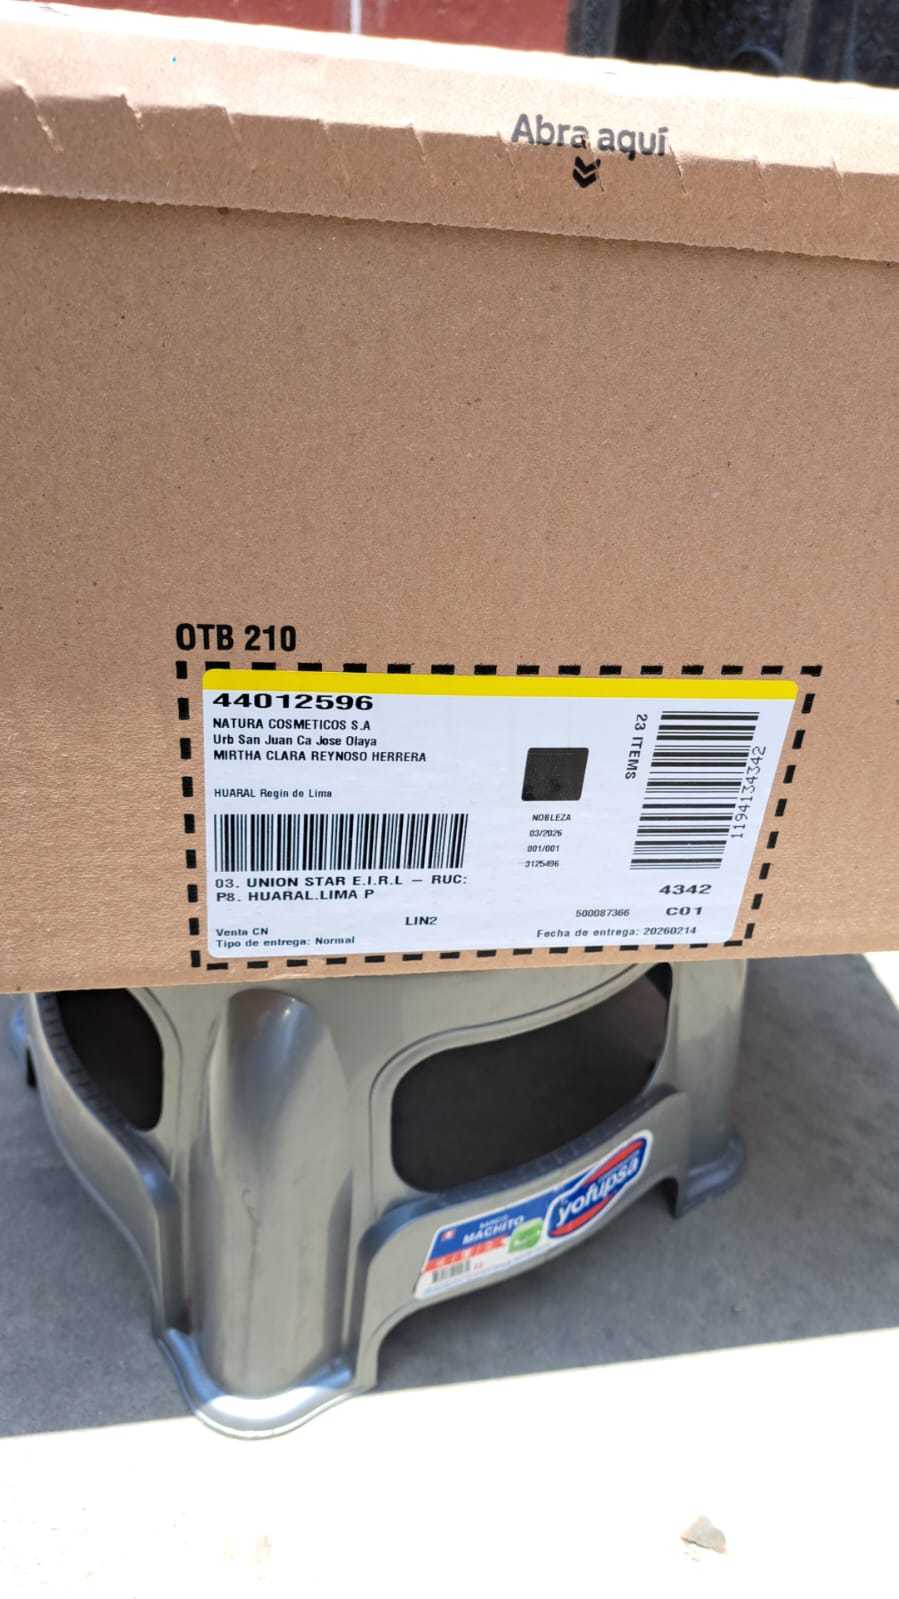 Abra aquí
OTB 210
44012596
NATURA COSMETICOS S.A
Urb San Juan Ca Jose Olaya
MIRTHA CLARA REYNOSO HERRERA
HUARAL Regin de Lima
23 ITEMS
1194134342
NOBLEZA
03/2026
001/001
3125496
03. UNION STAR E.I.R.L – RUC:
P8. HUARAL.LIMA P
4342
LIN2
500087366
C01
Venta CN
Tipo de entrega: Normal
Fecha de entrega: 20260214
BANCO
MACHITO
yofupsa